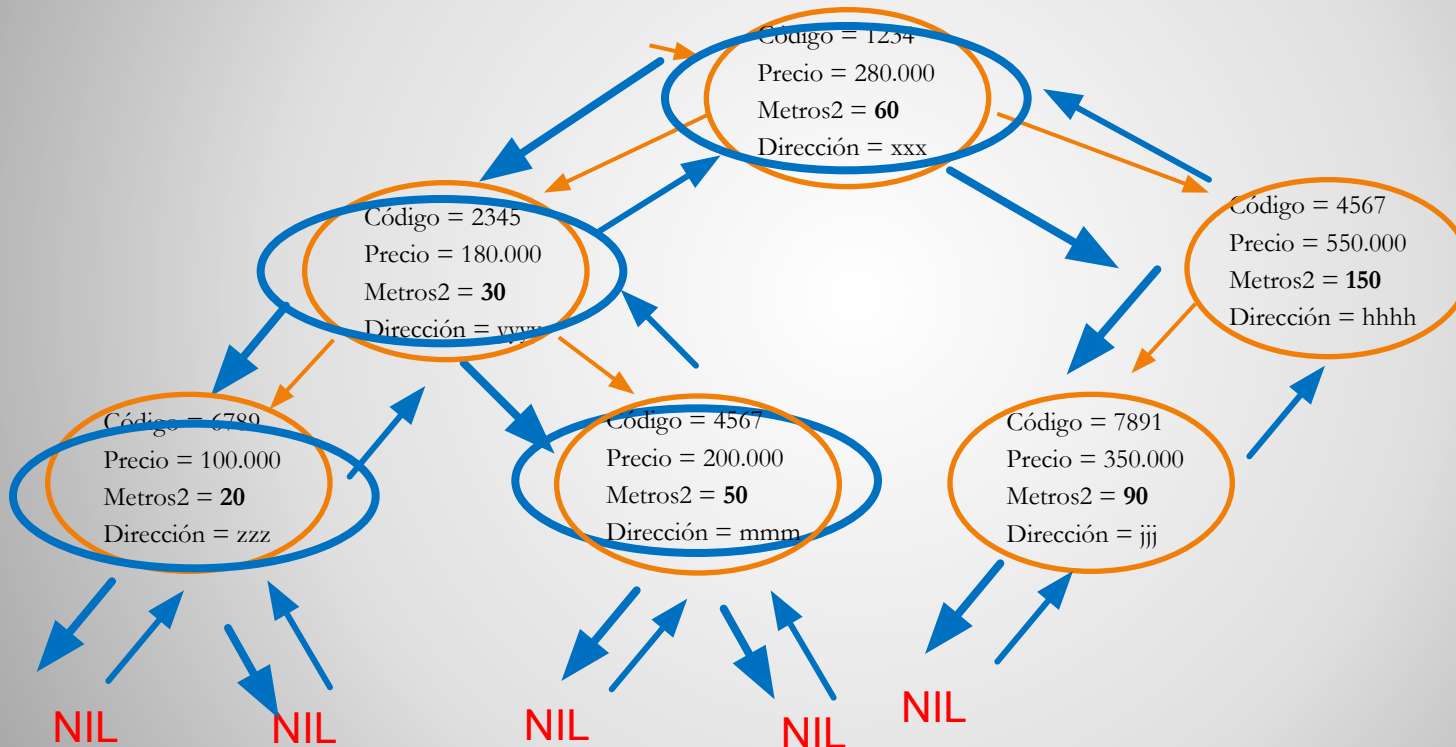 Código = 1234
Precio = 280.000
Metros2 = 60
Dirección = xxx
Código = 2345
Precio = 180.000
Metros2 = 30
Dirección = yyyy
Código = 4567
Precio = 550.000
Metros2 = 150
Dirección = hhhh
Código = 6789
Precio = 100.000
Metros2 = 20
Dirección = zzz
Código = 4567
Precio = 200.000
Metros2 = 50
Dirección = mmm
Código = 7891
Precio = 350.000
Metros2 = 90
Dirección = jjj
NIL
NIL
NIL
NIL
NIL